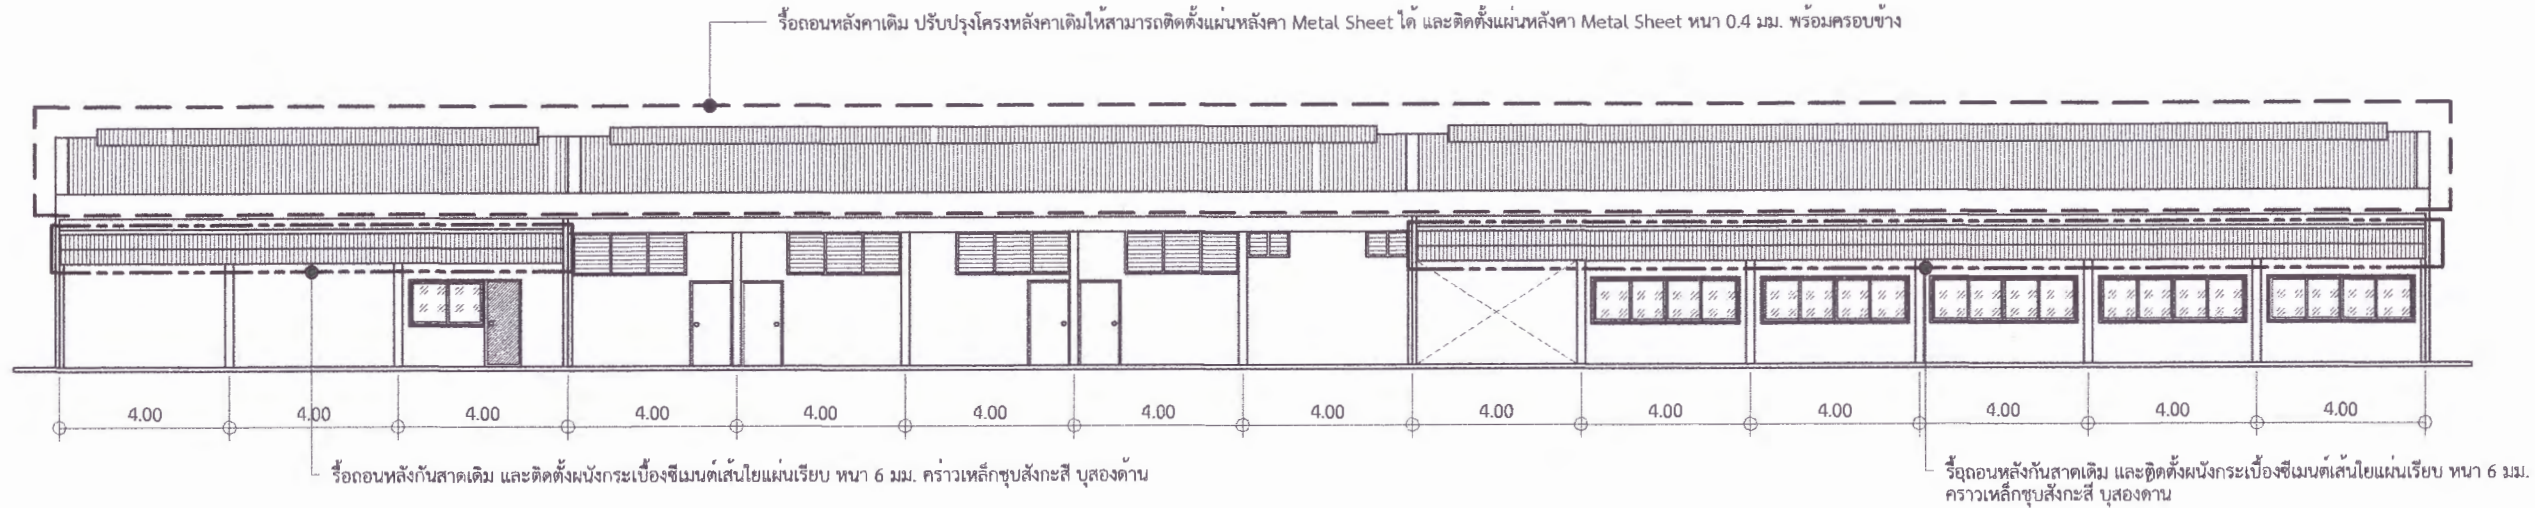 รื้อถอนหลังคาเดิม ปรับปรุงโครงหลังคาเดิมให้สามารถติดตั้งแผ่นหลังคา Metal Sheet ได้ และติดตั้งแผ่นหลังคา Metal Sheet หนา 0.4 มม. พร้อมครอบข้าง
4.00 4.00 4.00 4.00 4.00 4.00 4.00 4.00 4.00 4.00 4.00 4.00 4.00 4.00
รื้อถอนหลังกันสาดเดิม และติดตั้งผนังกระเบื้องซีเมนต์เส้นใยแผ่นเรียบ หนา 6 มม. คร่าวเหล็กชุบสังกะสี บุสองด้าน
รื้อถอนหลังกันสาดเดิม และติดตั้งผนังกระเบื้องซีเมนต์เส้นใยแผ่นเรียบ หนา 6 มม.
คราวเหล็กชุบสังกะสี บุสองด้าน